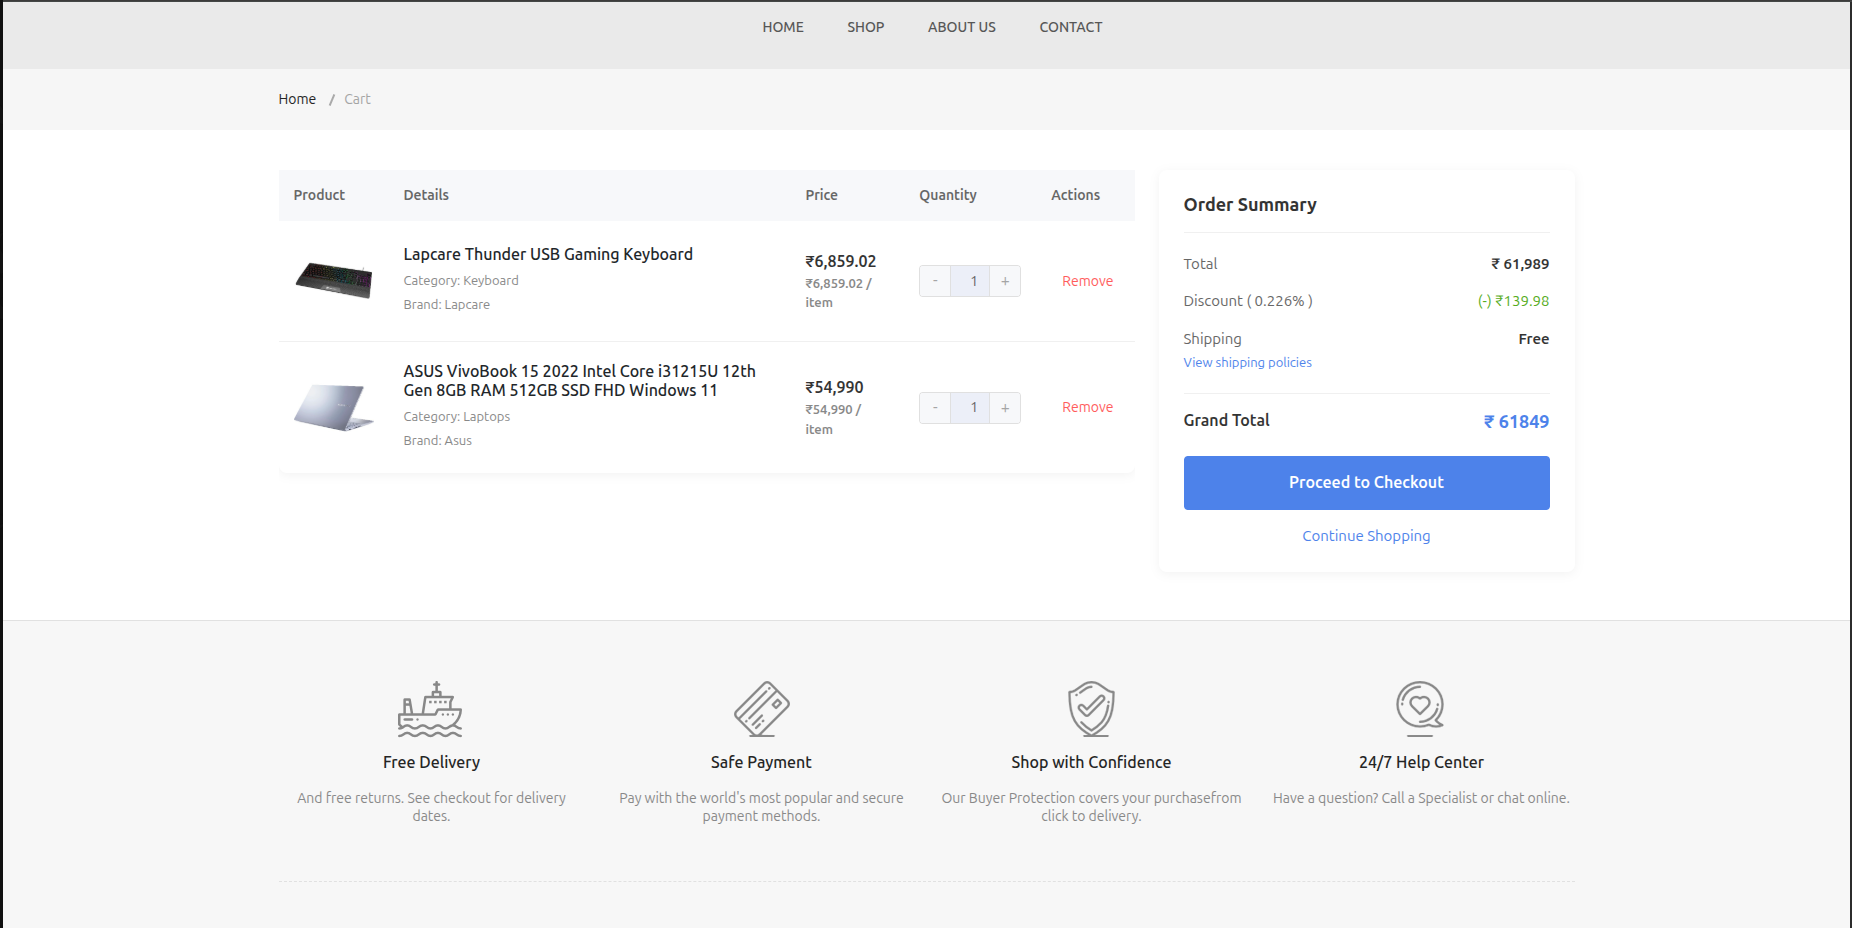 HOME SHOP ABOUT US CONTACT
Home / Cart
Product Details Price Quantity Actions
Lapcare Thunder USB Gaming Keyboard
Category: Keyboard
Brand: Lapcare
₹6,859.02
₹6,859.02 /
item
- 1 +
Remove
ASUS VivoBook 15 2022 Intel Core i31215U 12th
Gen 8GB RAM 512GB SSD FHD Windows 11
Category: Laptops
Brand: Asus
₹54,990
₹54,990 /
item
- 1 +
Remove
Order Summary
Total ₹ 61,989
Discount ( 0.226% ) (-) ₹139.98
Shipping Free
View shipping policies
Grand Total ₹ 61849
Proceed to Checkout
Continue Shopping
Free Delivery
And free returns. See checkout for delivery
dates.
Safe Payment
Pay with the world's most popular and secure
payment methods.
Shop with Confidence
Our Buyer Protection covers your purchasefrom
click to delivery.
24/7 Help Center
Have a question? Call a Specialist or chat online.